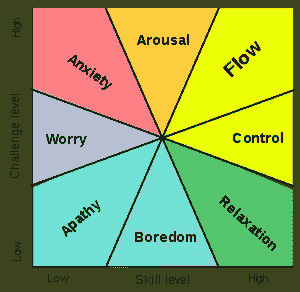 High
Arousal
Flow
Anxiety
Challenge level
Worry
Control
Apathy
Relaxation
Boredom
Low
Low
Skill level
High